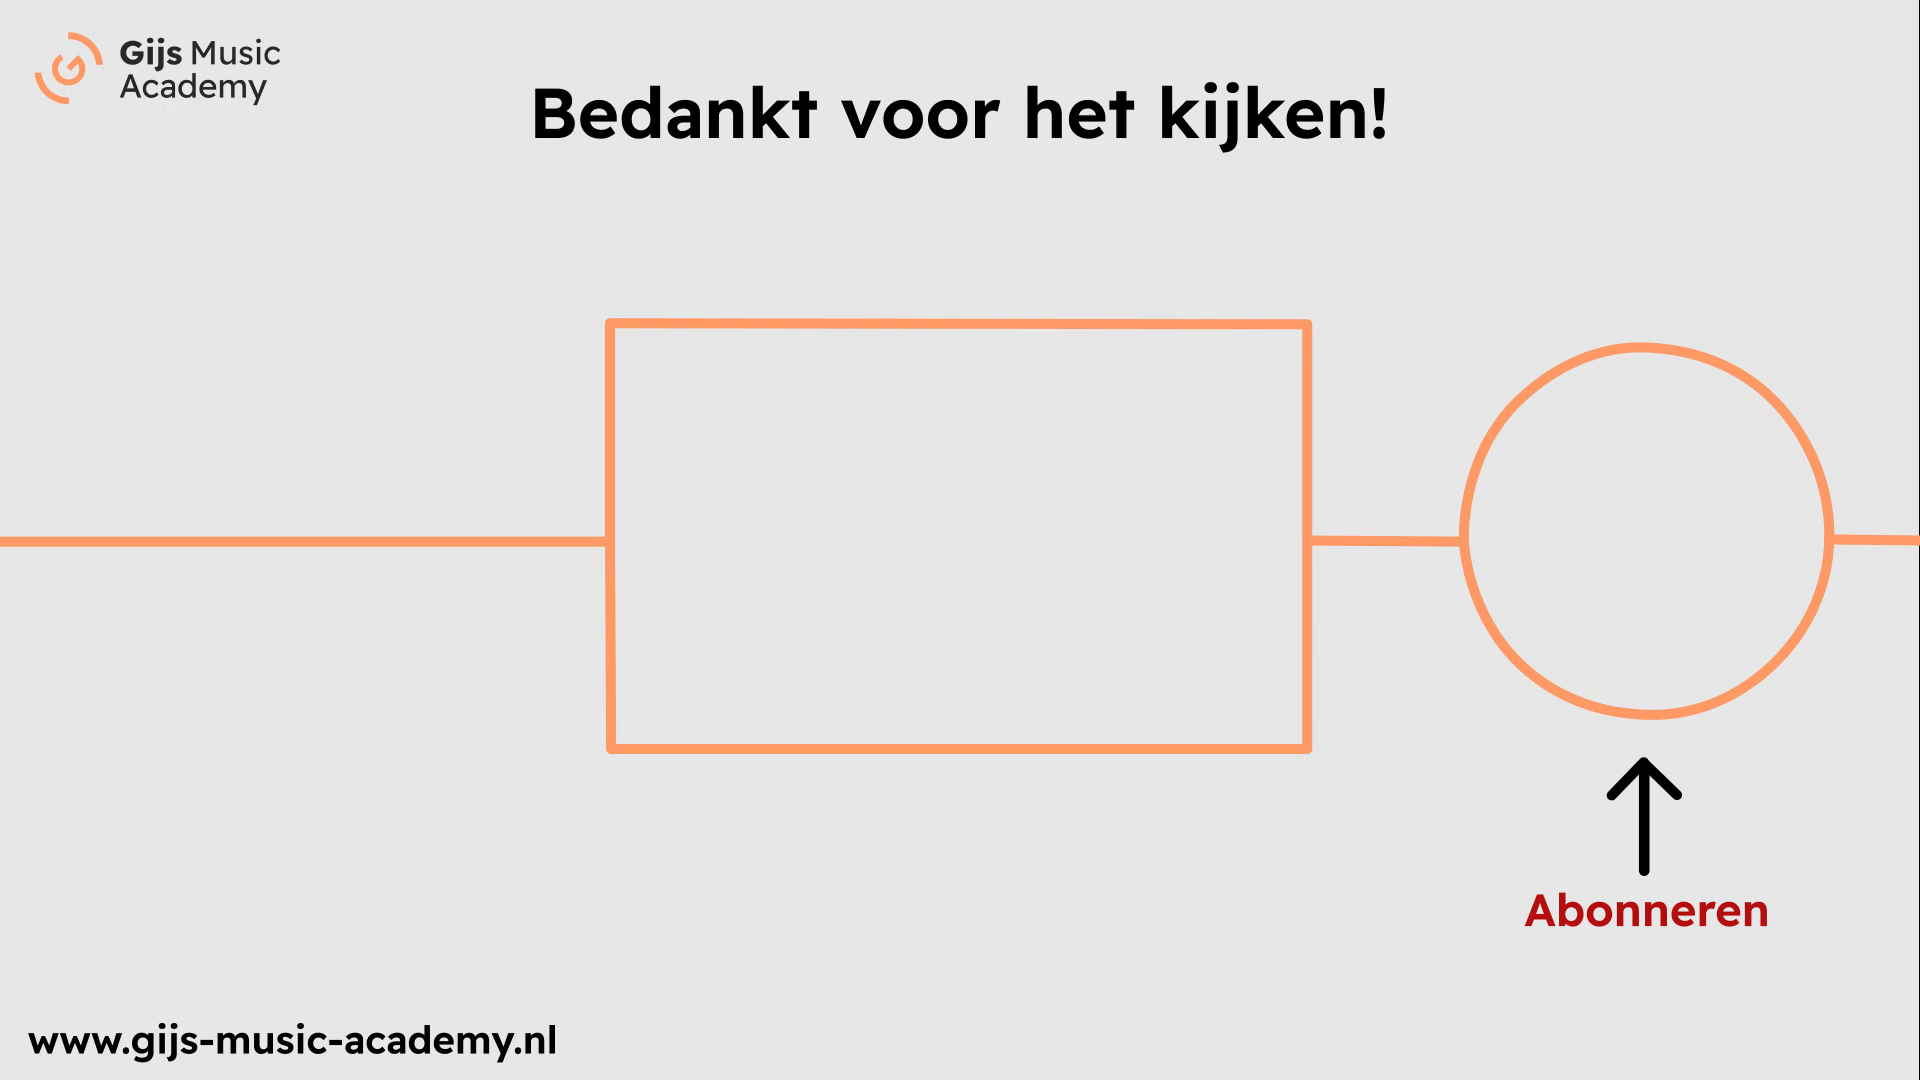 Gijs Music
Academy
Bedankt voor het kijken!
Abonneren
www.gijs-music-academy.nl